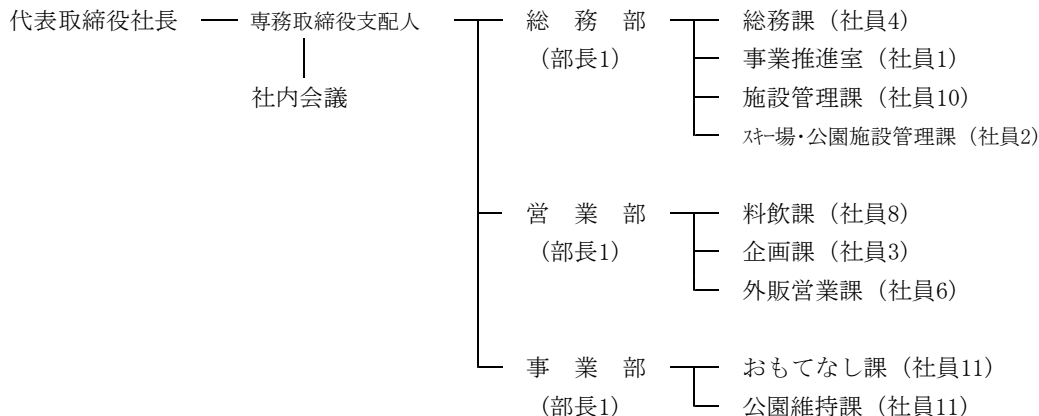 代表取締役社長 専務取締役支配人 総務部 総務課（社員4）
（部長1） 事業推進室（社員1）
社内会議 施設管理課（社員10）
スキー場・公園施設管理課（社員2）
営業部 料飲課（社員8）
（部長1） 企画課（社員3）
外販営業課（社員6）
事業部 おもてなし課（社員11）
（部長1） 公園維持課（社員11）